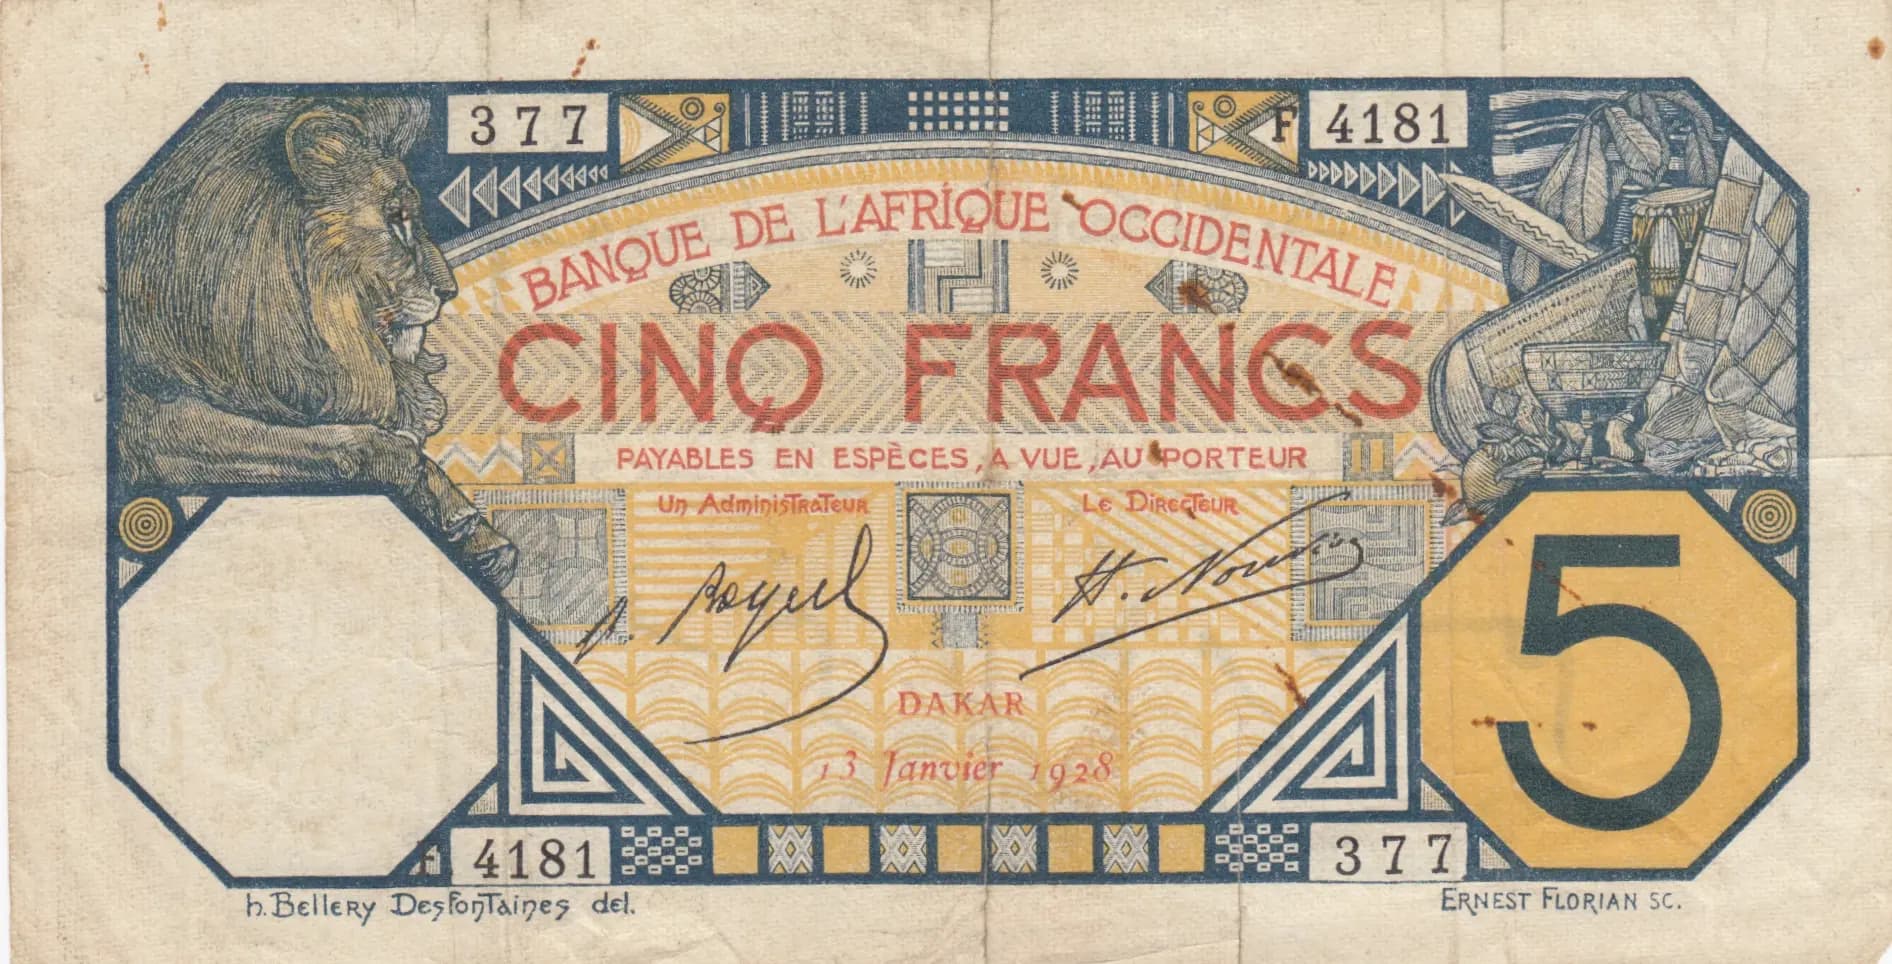 377
F 4181
BANQUE DE L'AFRIQUE OCCIDENTALE
CINQ FRANCS
PAYABLES EN ESPÈCES, A VUE, AU PORTEUR
Un Administrateur
Le Directeur
DAKAR
13 Janvier 1928
5
F 4181
377
h. Bellery Desfontaines del.
ERNEST FLORIAN SC.